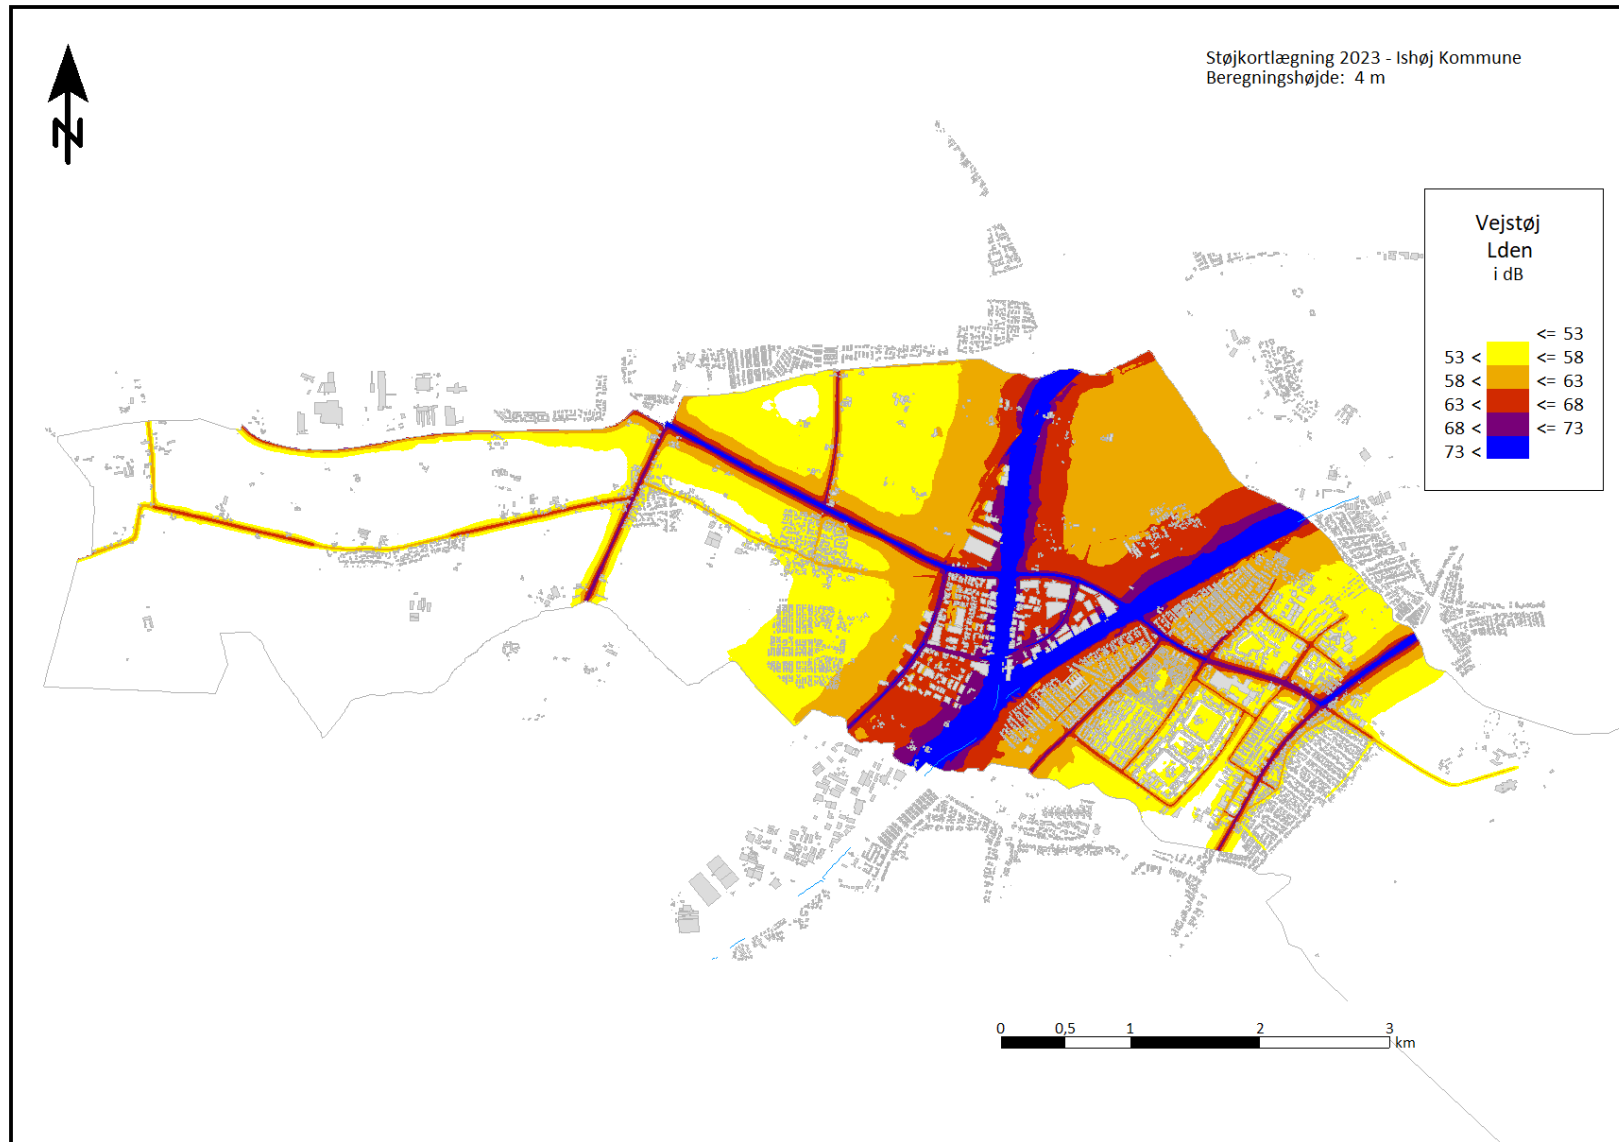 N
Støjkortlægning 2023 - Ishøj Kommune
Beregningshøjde: 4 m
Vejstøj
Lden
i dB
<= 53
53 < <= 58
58 < <= 63
63 < <= 68
68 < <= 73
73 <
0 0,5 1 2 3
km